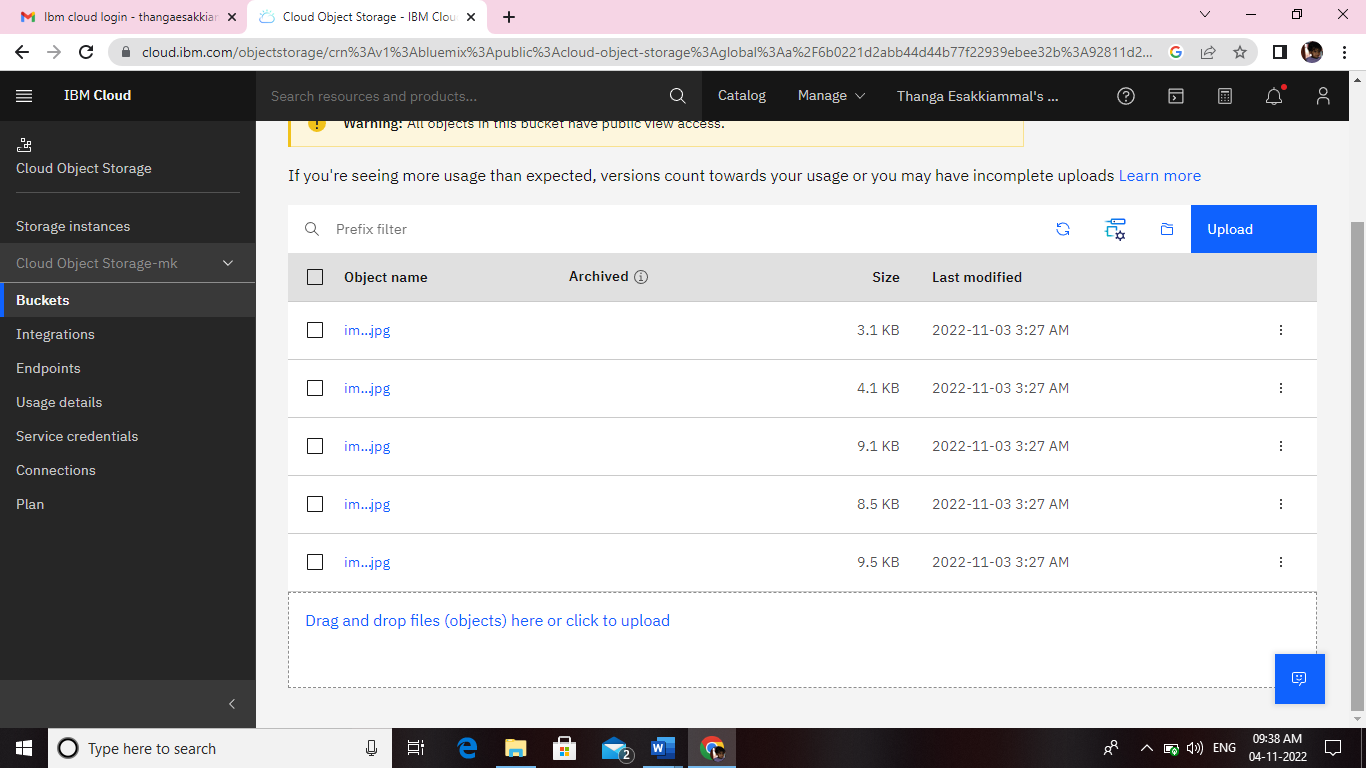 Ibm cloud login - thangaesakkiar
Cloud Object Storage - IBM Clou
cloud.ibm.com/objectstorage/crn%3Av1%3Abluemix%3Apublic%3Acloud-object-storage%3Aglobal%3Aa%2F6b0221d2abb44d44b77f22939ebee32b%3A92811d2...
IBM Cloud
Search resources and products...
Catalog
Manage
Thanga Esakkiammal's ...
Cloud Object Storage
Storage instances
Cloud Object Storage-mk
Buckets
Integrations
Endpoints
Usage details
Service credentials
Connections
Plan
Warning: All objects in this bucket have public view access.
If you're seeing more usage than expected, versions count towards your usage or you may have incomplete uploads Learn more
Prefix filter
Upload
Object name Archived Size Last modified
im...jpg 3.1 KB 2022-11-03 3:27 AM
im...jpg 4.1 KB 2022-11-03 3:27 AM
im...jpg 9.1 KB 2022-11-03 3:27 AM
im...jpg 8.5 KB 2022-11-03 3:27 AM
im...jpg 9.5 KB 2022-11-03 3:27 AM
Drag and drop files (objects) here or click to upload
Type here to search
2
ENG
09:38 AM
04-11-2022